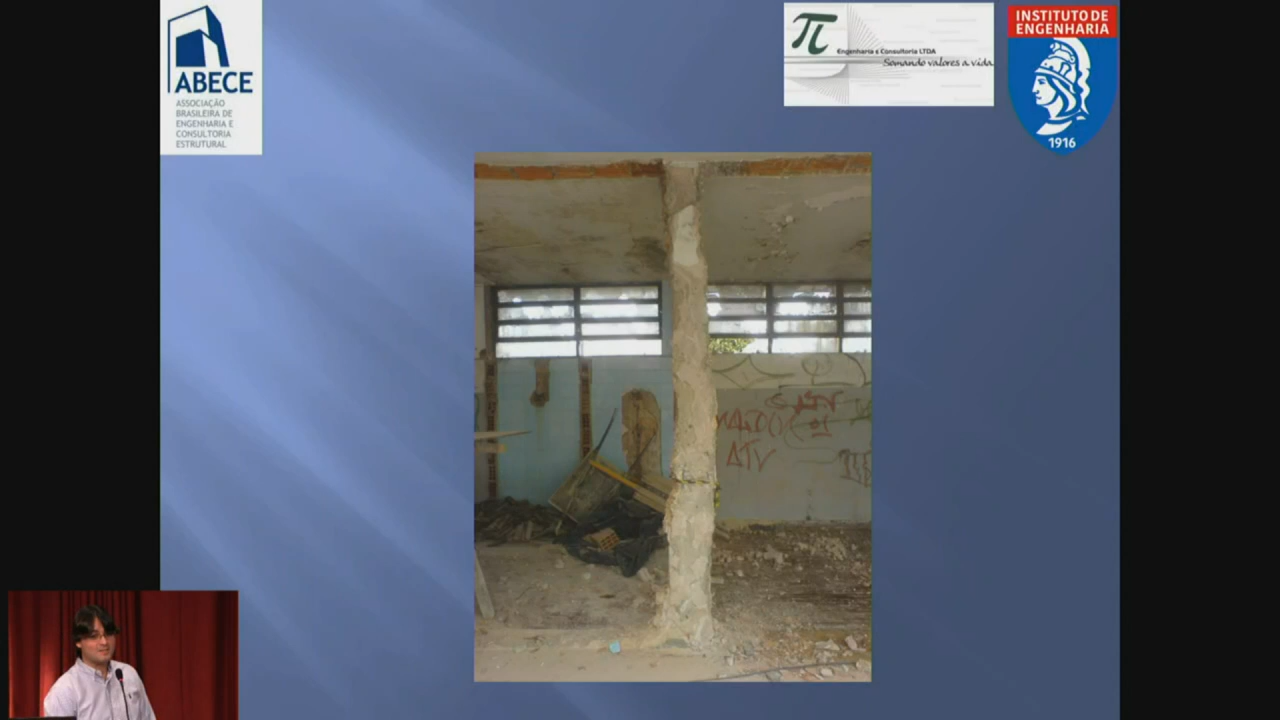 ABECE
ASSOCIAÇÃO
BRASILEIRA DE
ENGENHARIA E
CONSULTORIA
ESTRUTURAL
π
Engenharia e Consultoria LTDA
Somando valores a vida.
INSTITUTO DE
ENGENHARIA
1916
ATV